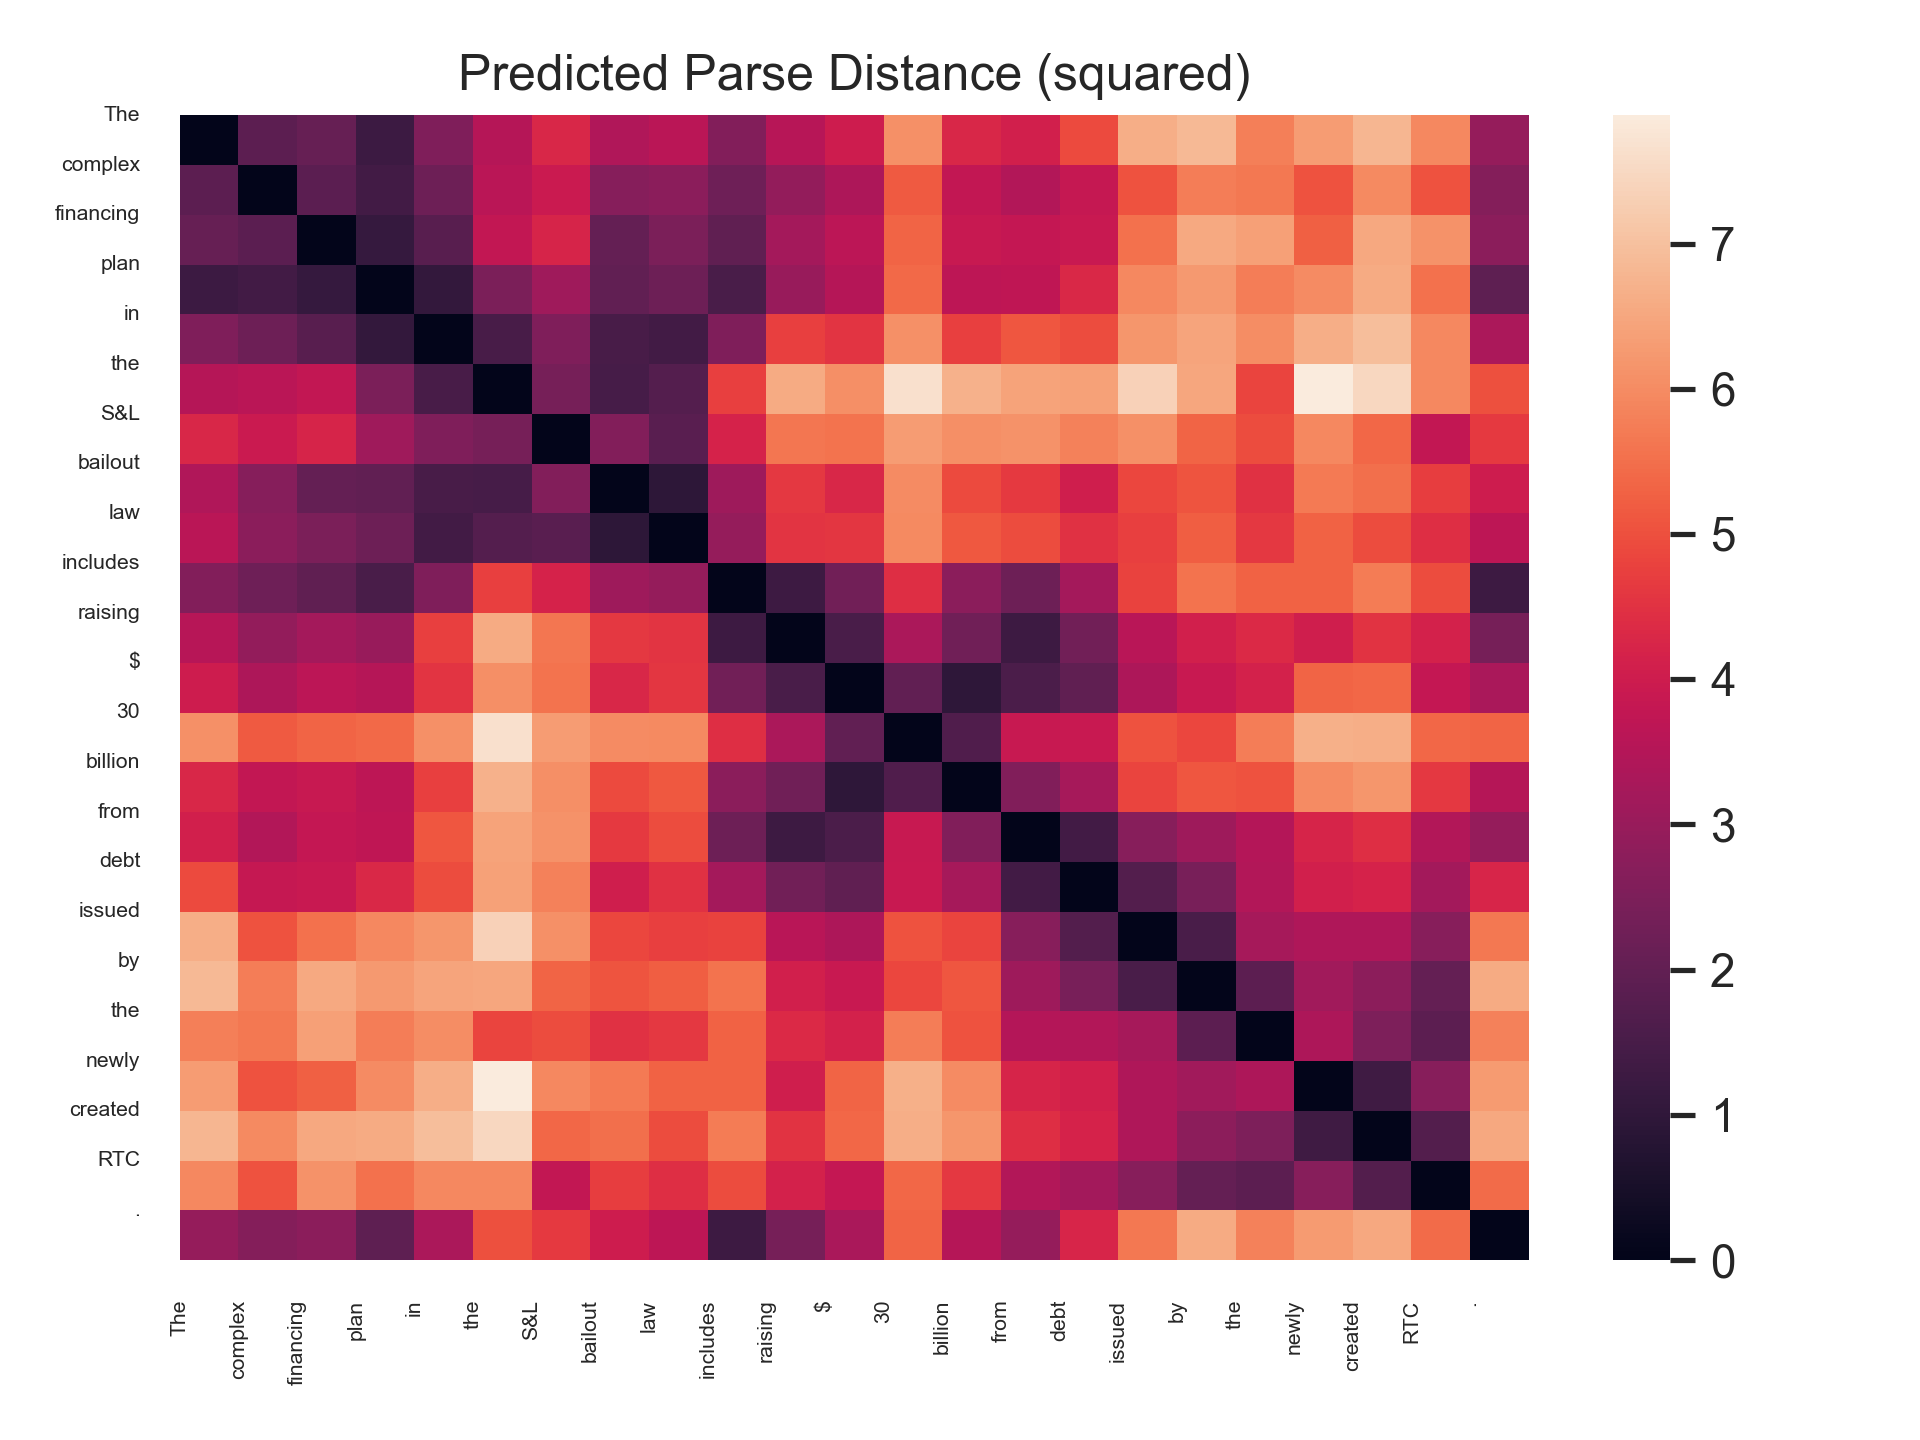 Predicted Parse Distance (squared)
The
complex
financing
plan
in
the
S&L
bailout
law
includes
raising
$
30
billion
from
debt
issued
by
the
newly
created
RTC
.
The complex financing plan in the S&L bailout law includes raising $ 30 billion from debt issued by the newly created RTC .
7
6
5
4
3
2
1
0